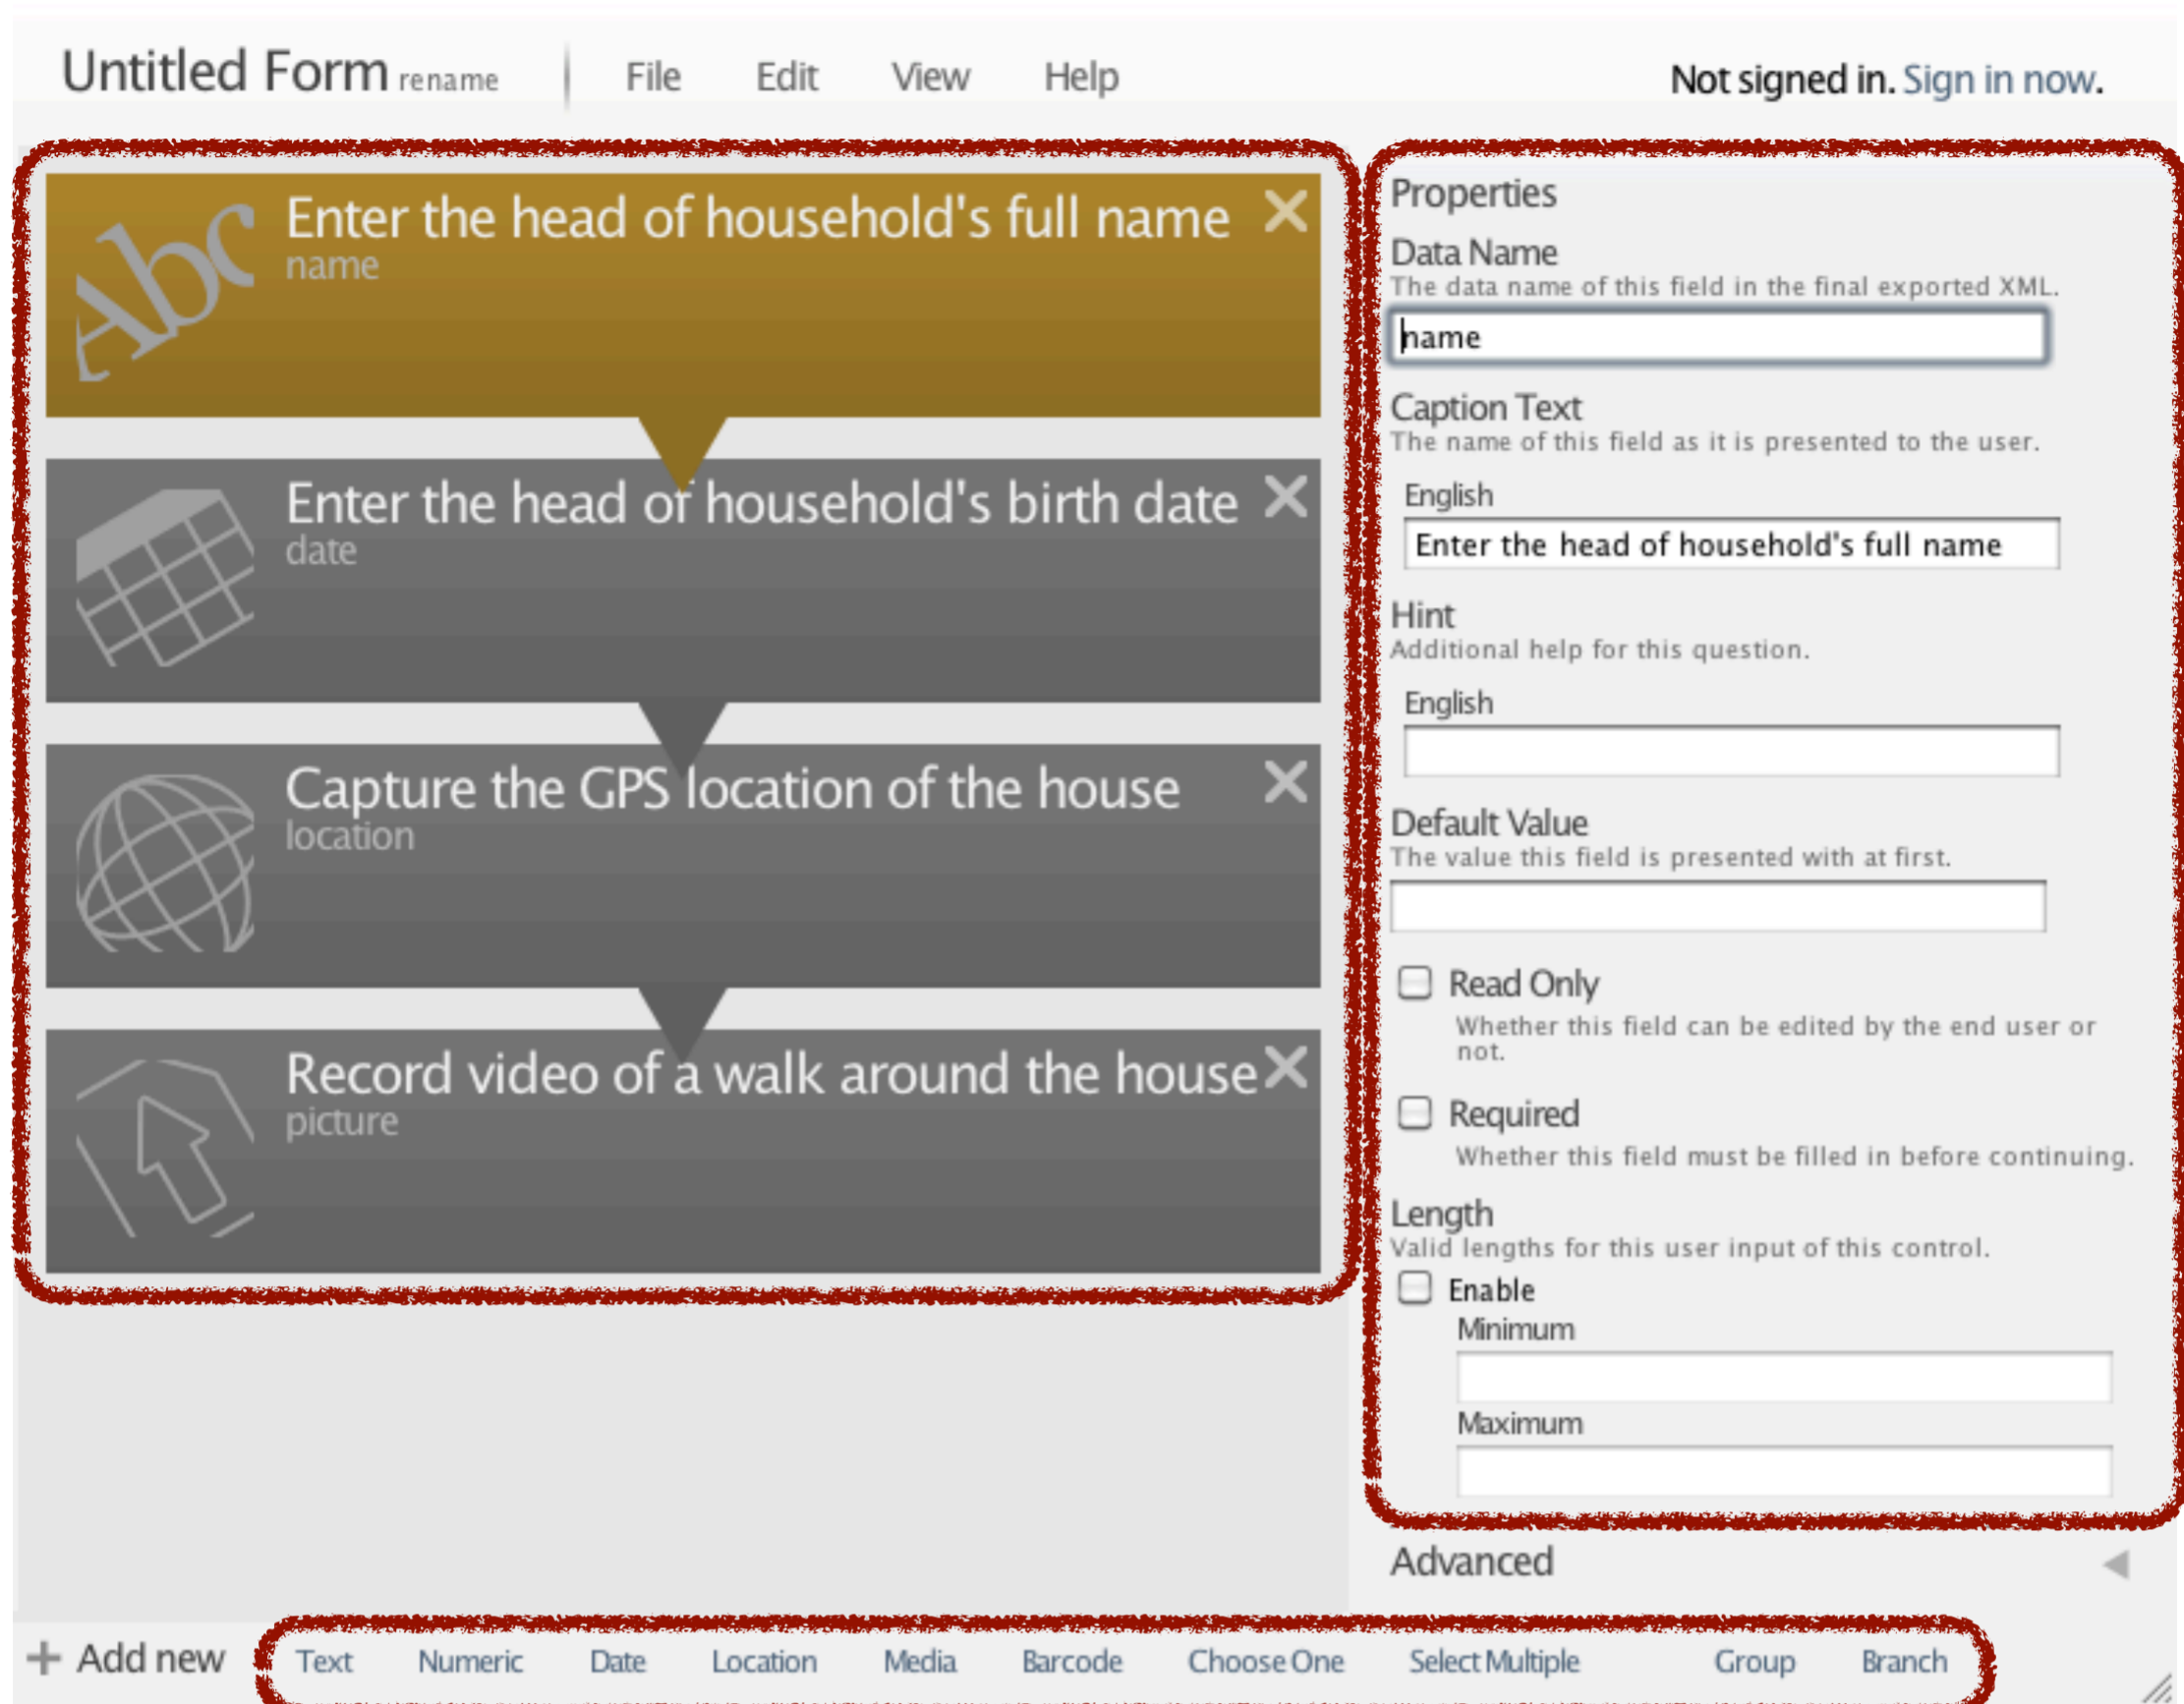 Untitled Form rename File Edit View Help Not signed in. Sign in now.
Abc
Enter the head of household's full name
name
Enter the head of household's birth date
date
Capture the GPS location of the house
location
Record video of a walk around the house
picture
Properties
Data Name
The data name of this field in the final exported XML.
name
Caption Text
The name of this field as it is presented to the user.
English
Enter the head of household's full name
Hint
Additional help for this question.
English
Default Value
The value this field is presented with at first.
Read Only
Whether this field can be edited by the end user or
not.
Required
Whether this field must be filled in before continuing.
Length
Valid lengths for this user input of this control.
Enable
Minimum
Maximum
Advanced
+ Add new Text Numeric Date Location Media Barcode Choose One Select Multiple Group Branch